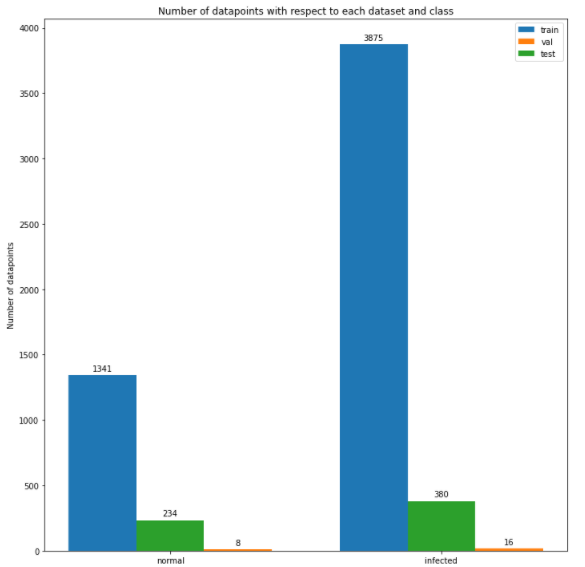 Number of datapoints with respect to each dataset and class
train
val
test
Number of datapoints
4000
3500
3000
2500
2000
1500
1000
500
0
1341
234
8
3875
390
16
normal
infected